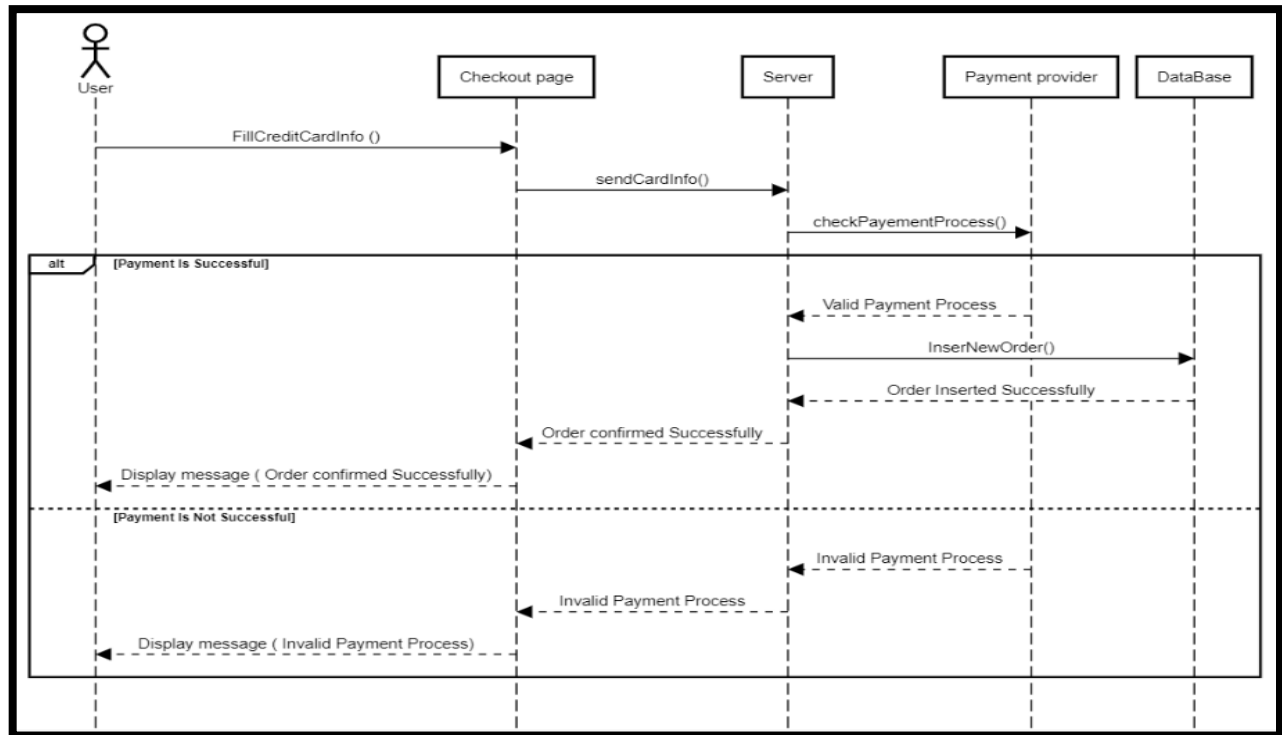 User
Checkout page
Server
Payment provider
DataBase
FillCreditCardInfo ()
sendCardInfo()
checkPayementProcess()
alt
[Payment Is Successful]
Valid Payment Process
InserNewOrder()
Order Inserted Successfully
Order confirmed Successfully
Display message ( Order confirmed Successfully)
[Payment Is Not Successful]
Invalid Payment Process
Invalid Payment Process
Display message ( Invalid Payment Process)